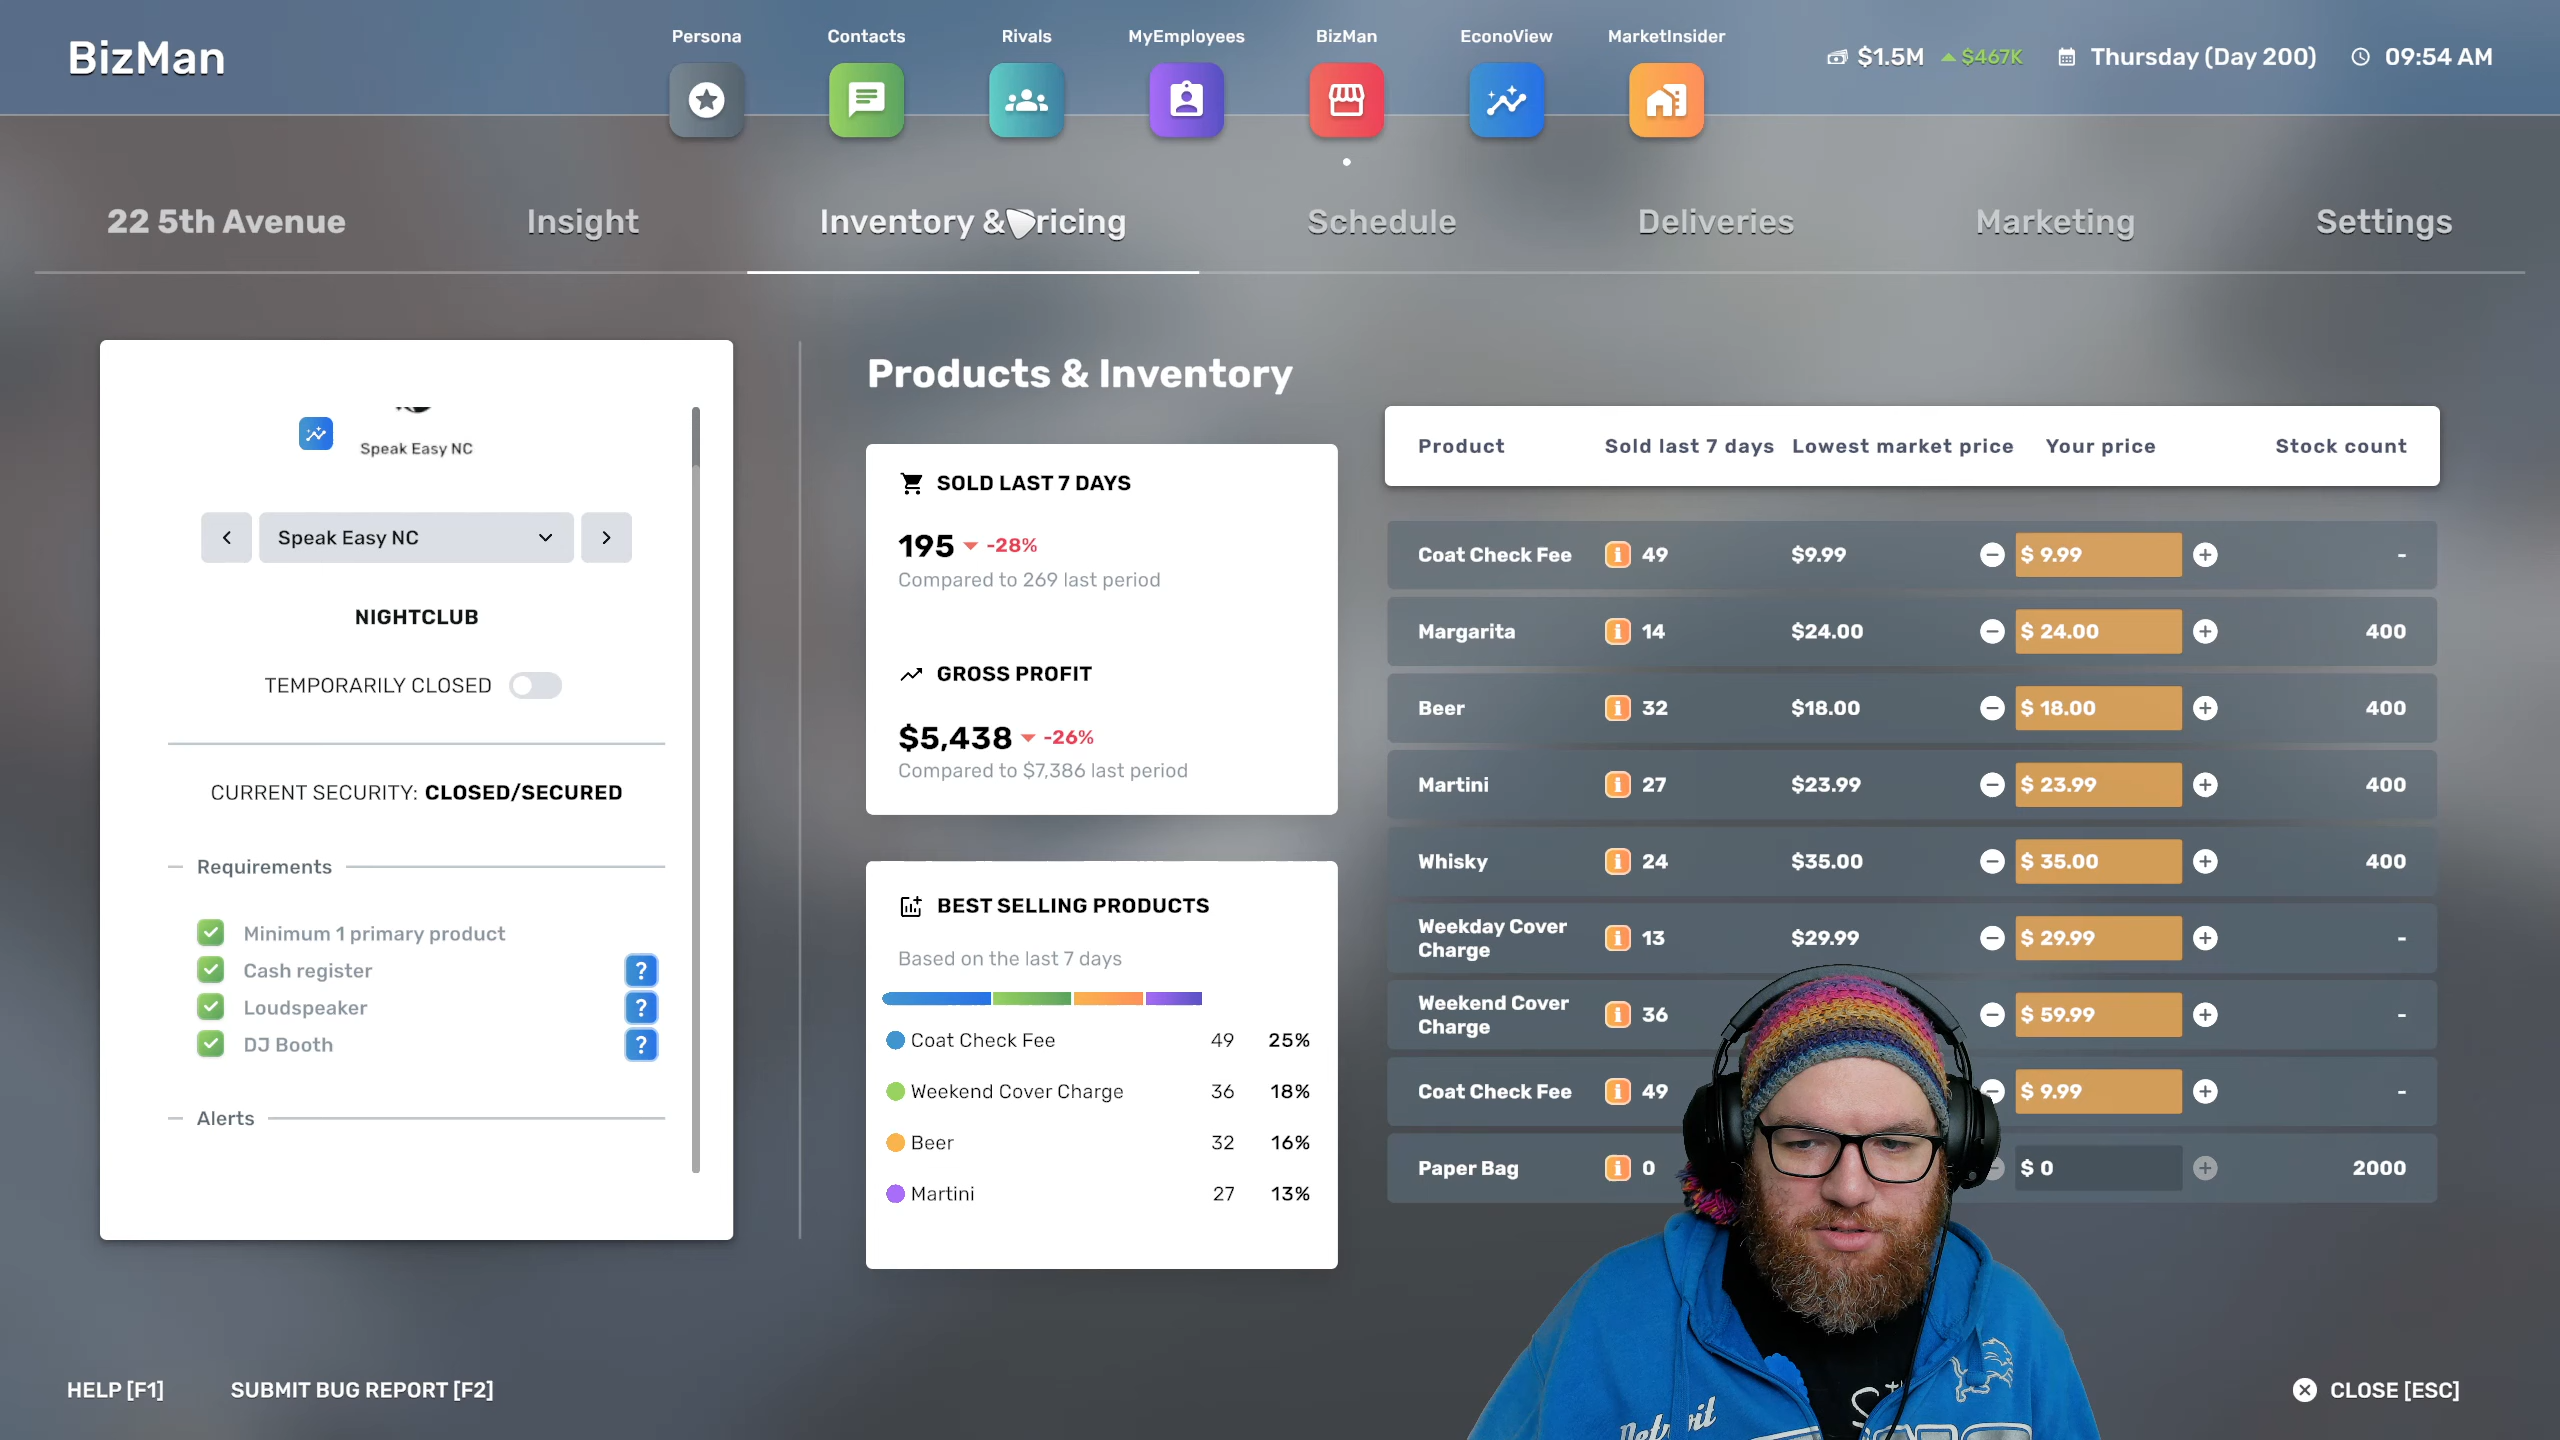 BizMan
Persona
Contacts
Rivals
MyEmployees
BizMan
EconoView
MarketInsider
$1.5M
$467K
Thursday (Day 200)
09:54 AM
22 5th Avenue
Insight
Inventory & Pricing
Schedule
Deliveries
Marketing
Settings
Speak Easy NC
Speak Easy NC
NIGHTCLUB
TEMPORARILY CLOSED
CURRENT SECURITY: CLOSED/SECURED
Requirements
Minimum 1 primary product
Cash register ?
Loudspeaker ?
DJ Booth ?
Alerts
Products & Inventory
SOLD LAST 7 DAYS
195 -28%
Compared to 269 last period
GROSS PROFIT
$5,438 -26%
Compared to $7,386 last period
BEST SELLING PRODUCTS
Based on the last 7 days
Coat Check Fee 49 25%
Weekend Cover Charge 36 18%
Beer 32 16%
Martini 27 13%
Product Sold last 7 days Lowest market price Your price Stock count
Coat Check Fee i 49 $9.99 $ 9.99 -
Margarita i 14 $24.00 $ 24.00 400
Beer i 32 $18.00 $ 18.00 400
Martini i 27 $23.99 $ 23.99 400
Whisky i 24 $35.00 $ 35.00 400
Weekday Cover
Charge i 13 $29.99 $ 29.99 -
Weekend Cover
Charge i 36 $ 59.99 -
Coat Check Fee i 49 $ 9.99 -
Paper Bag i 0 $ 0 2000
Detroit
HELP [F1]
SUBMIT BUG REPORT [F2]
CLOSE [ESC]